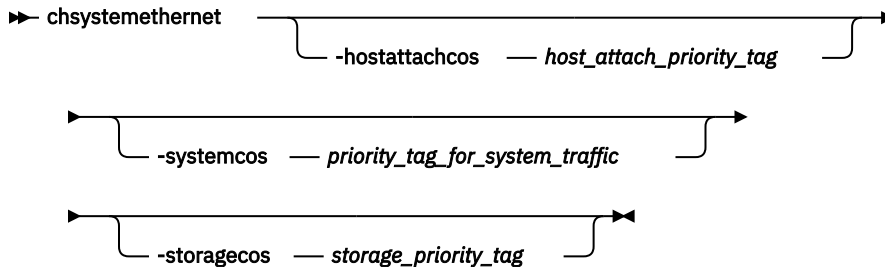 chsystemethernet
-hostattachcos host_attach_priority_tag
-systemcos priority_tag_for_system_traffic
-storagecos storage_priority_tag